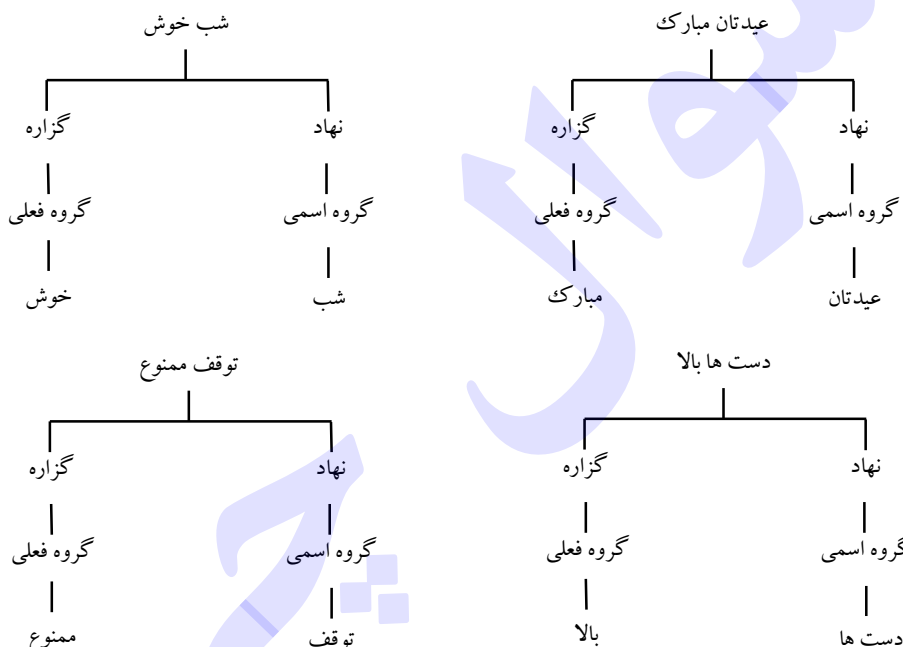 عیدتان مبارک
شب خوش
نهاد
گزاره
نهاد
گزاره
گروه اسمی
گروه فعلی
گروه اسمی
گروه فعلی
عیدتان
مبارک
شب
خوش
دست ها بالا
توقف ممنوع
نهاد
گزاره
نهاد
گزاره
گروه اسمی
گروه فعلی
گروه اسمی
گروه فعلی
دست ها
بالا
توقف
ممنوع